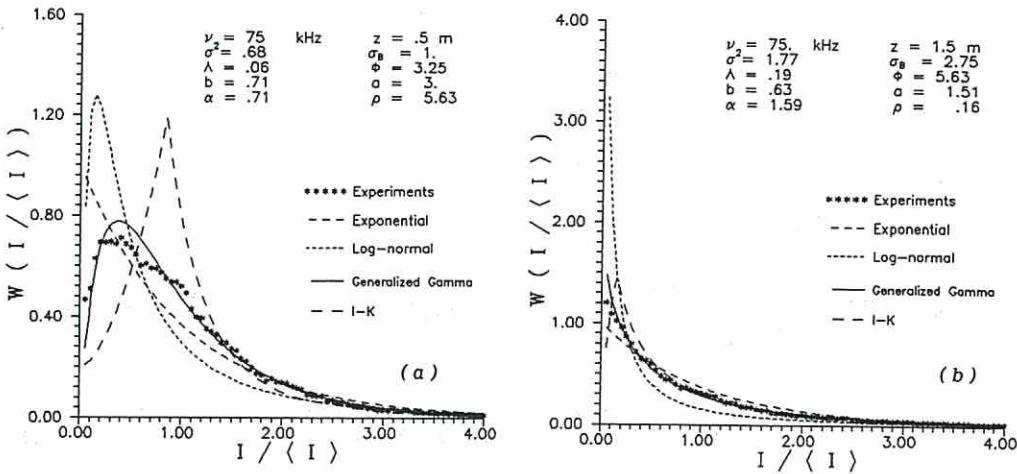 1.60
1.20
0.80
0.40
0.00
W ( I / ⟨ I ⟩ )
ν₂ = 75 kHz
σ² = .68
λ = .06
b = .71
α = .71
z = .5 m
σ_B = 1.
Φ = 3.25
a = 3.
ρ = 5.63
***** Experiments
Exponential
Log-normal
Generalized Gamma
I-K
(a)
0.00 1.00 2.00 3.00 4.00
I / ⟨ I ⟩
4.00
3.00
2.00
1.00
0.00
W ( I / ⟨ I ⟩ )
ν₂ = 75. kHz
σ² = 1.77
λ = .19
b = .63
α = 1.59
z = 1.5 m
σ_B = 2.75
Φ = 5.63
a = 1.51
ρ = .16
***** Experiments
Exponential
Log-normal
Generalized Gamma
I-K
(b)
0.00 1.00 2.00 3.00 4.00
I / ⟨ I ⟩